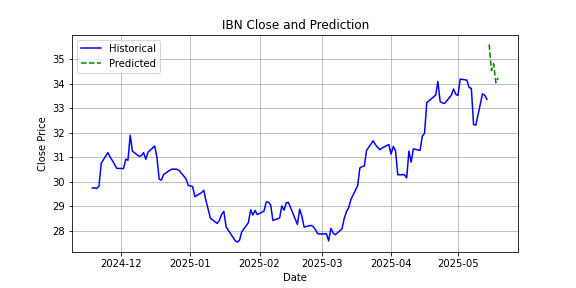 IBN Close and Prediction
Historical
Predicted
Close Price
35
34
33
32
31
30
29
28
2024-12 2025-01 2025-02 2025-03 2025-04 2025-05
Date